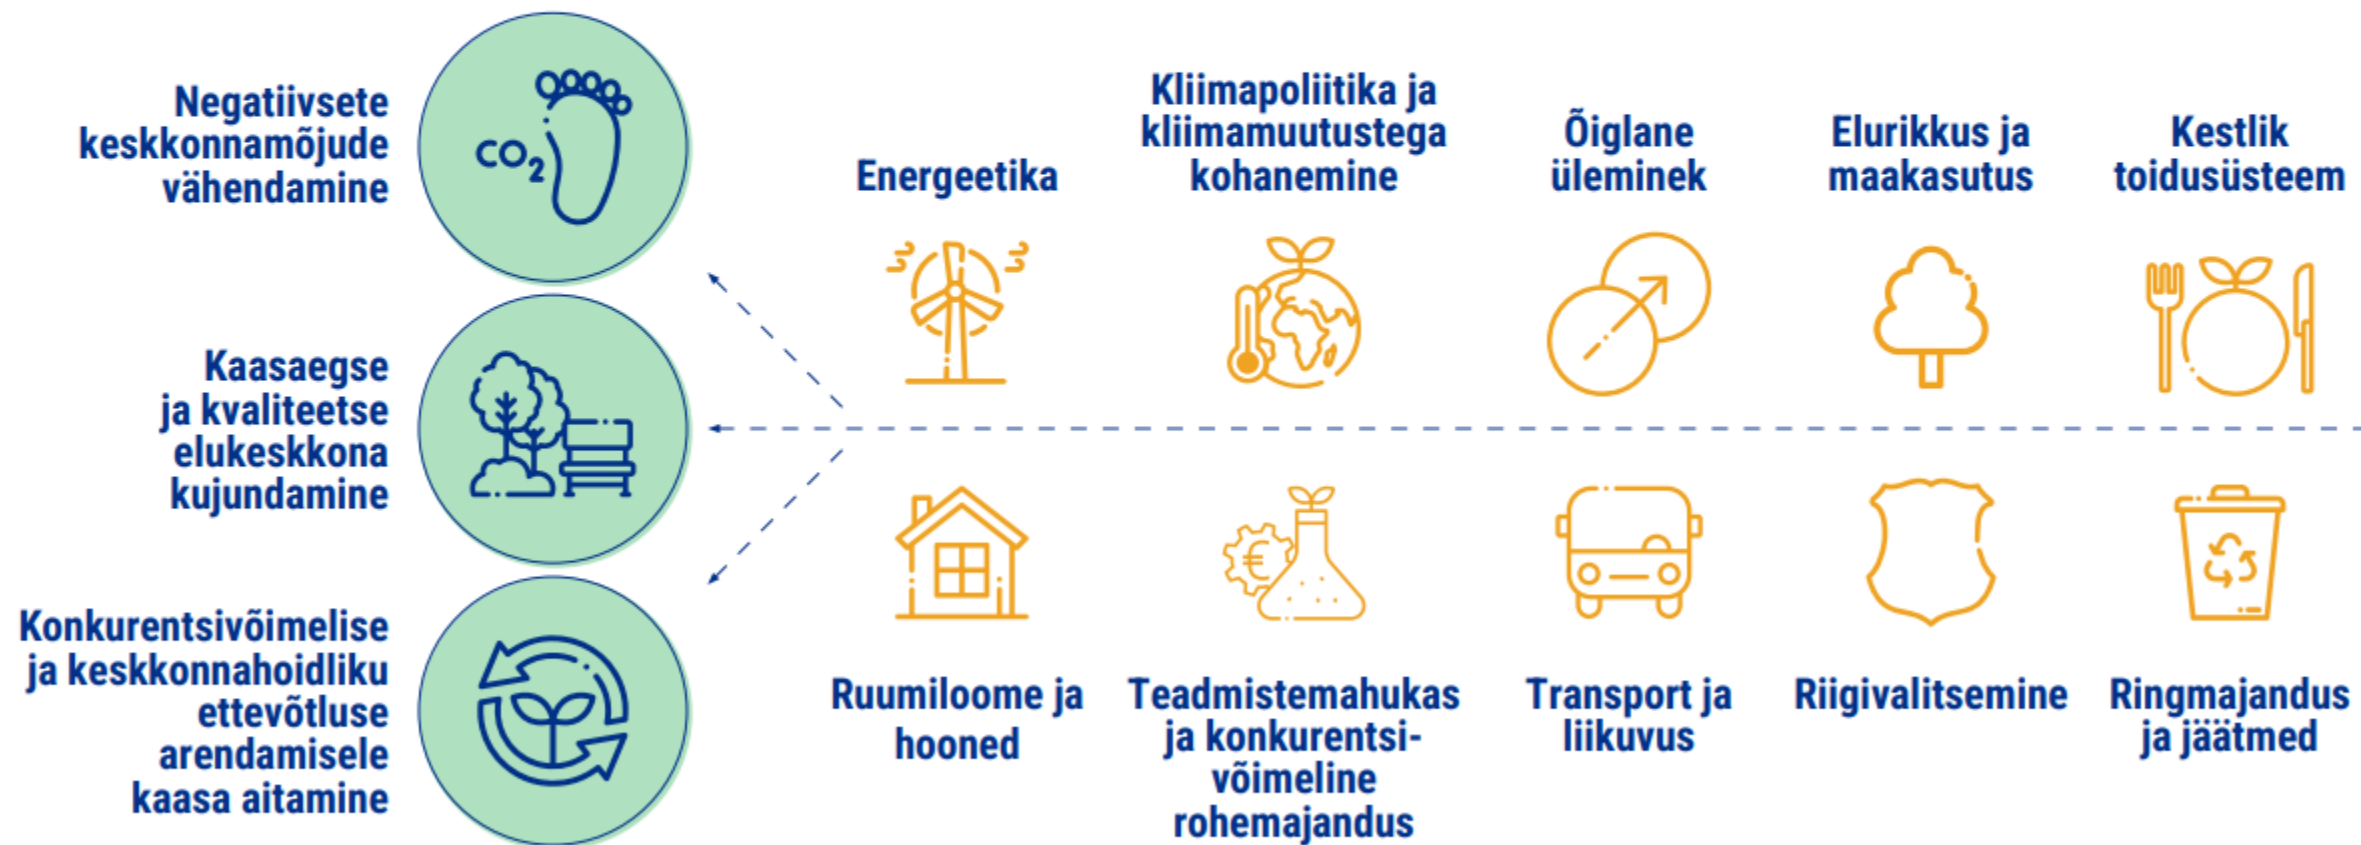 Negatiivsete
keskkonnamõjude
vähendamine
CO2
Kaasaegse
ja kvaliteetse
elukeskkona
kujundamine
Konkurentsivõimelise
ja keskkonnahoidliku
ettevõtluse
arendamisele
kaasa aitamine
Energeetika
Kliimapoliitika ja
kliimamuutustega
kohanemine
Õiglane
üleminek
Elurikkus ja
maakasutus
Kestlik
toidusüsteem
€
Ruumiloome ja
hooned
Teadmistemahukas
ja konkurentsi-
võimeline
rohemajandus
Transport ja
liikuvus
Riigivalitsemine
Ringmajandus
ja jäätmed